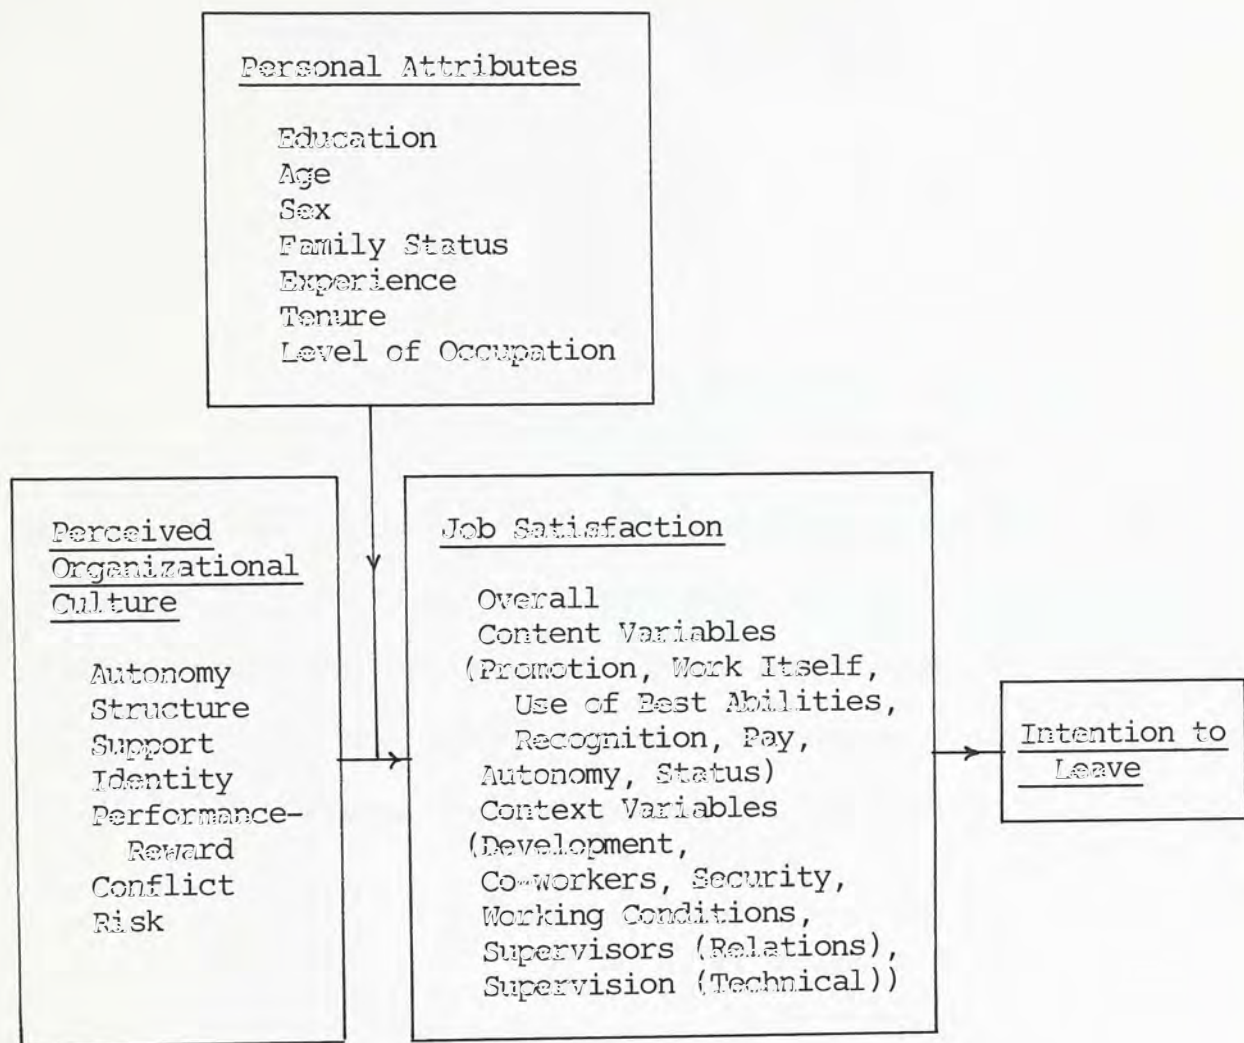 Personal Attributes
Education
Age
Sex
Family Status
Experience
Tenure
Level of Occupation
Perceived
Organizational
Culture
Autonomy
Structure
Support
Identity
Performance-
Reward
Conflict
Risk
Job Satisfaction
Overall
Content Variables
(Promotion, Work Itself,
Use of Best Abilities,
Recognition, Pay,
Autonomy, Status)
Context Variables
(Development,
Co-workers, Security,
Working Conditions,
Supervisors (Relations),
Supervision (Technical))
Intention to
Leave